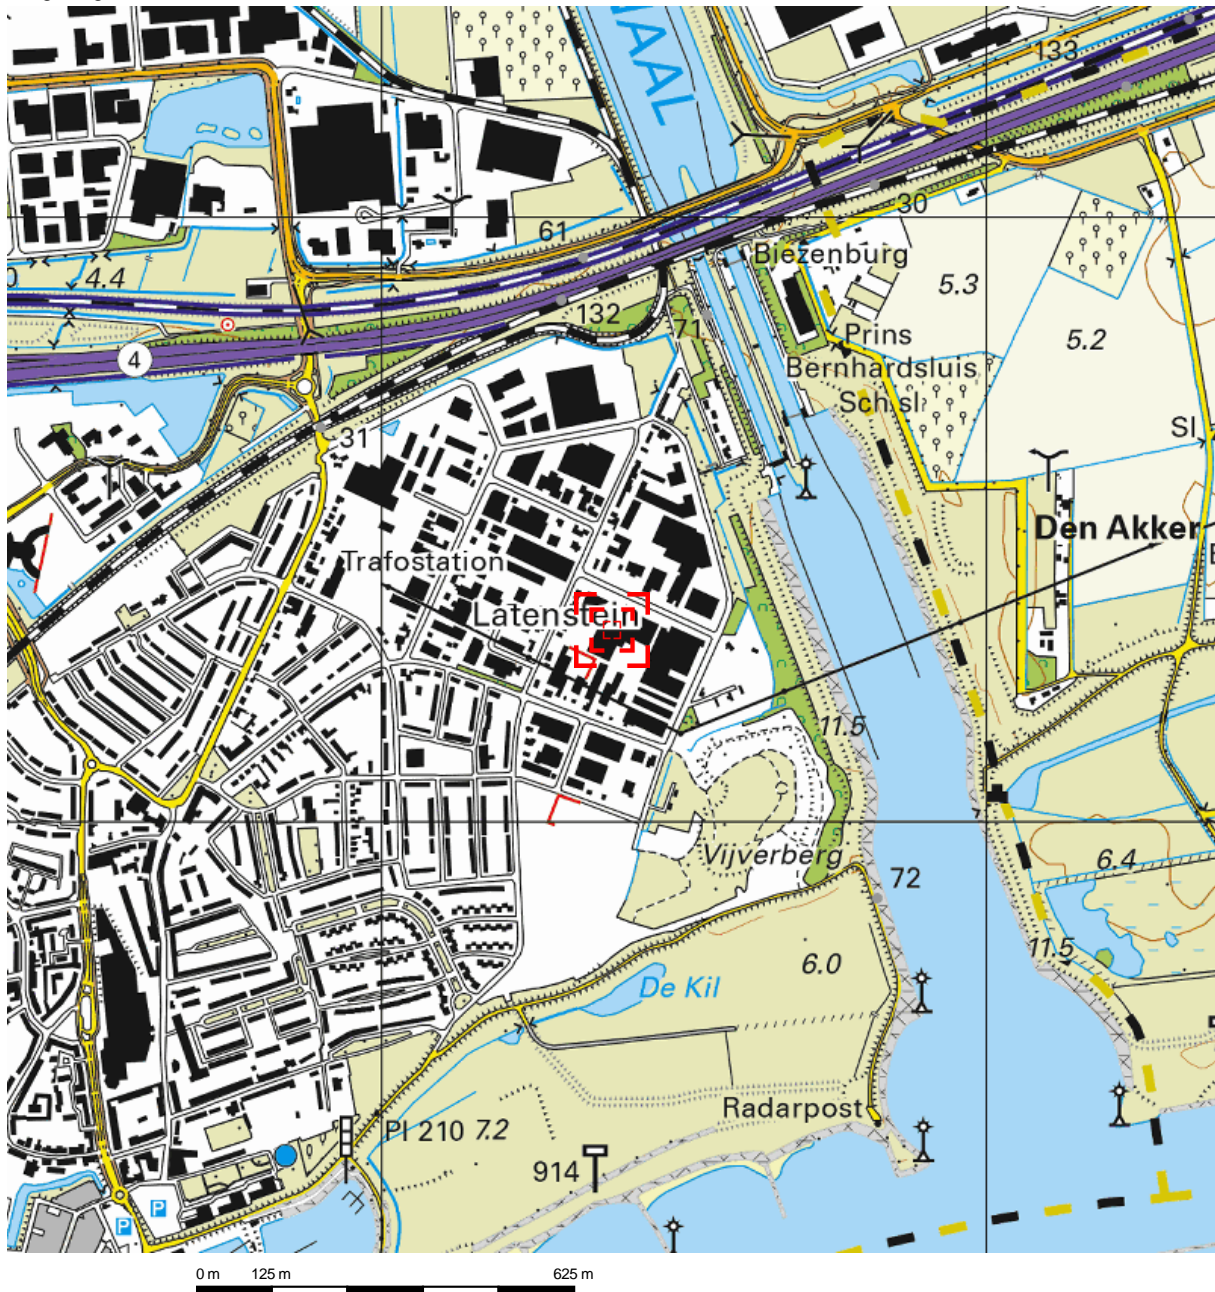 NAAL
133
30
61
Biezenburg
4.4
5.3
132
71
Prins
5.2
4
Bernhardsluis
Sch.sl
31
Sl
Den Akker
Trafostation
Latenstein
11.5
Vijverberg
72
6.4
6.0
11.5
De Kil
Radarpost
Pl 210 7.2
914
P
P
0 m 125 m 625 m